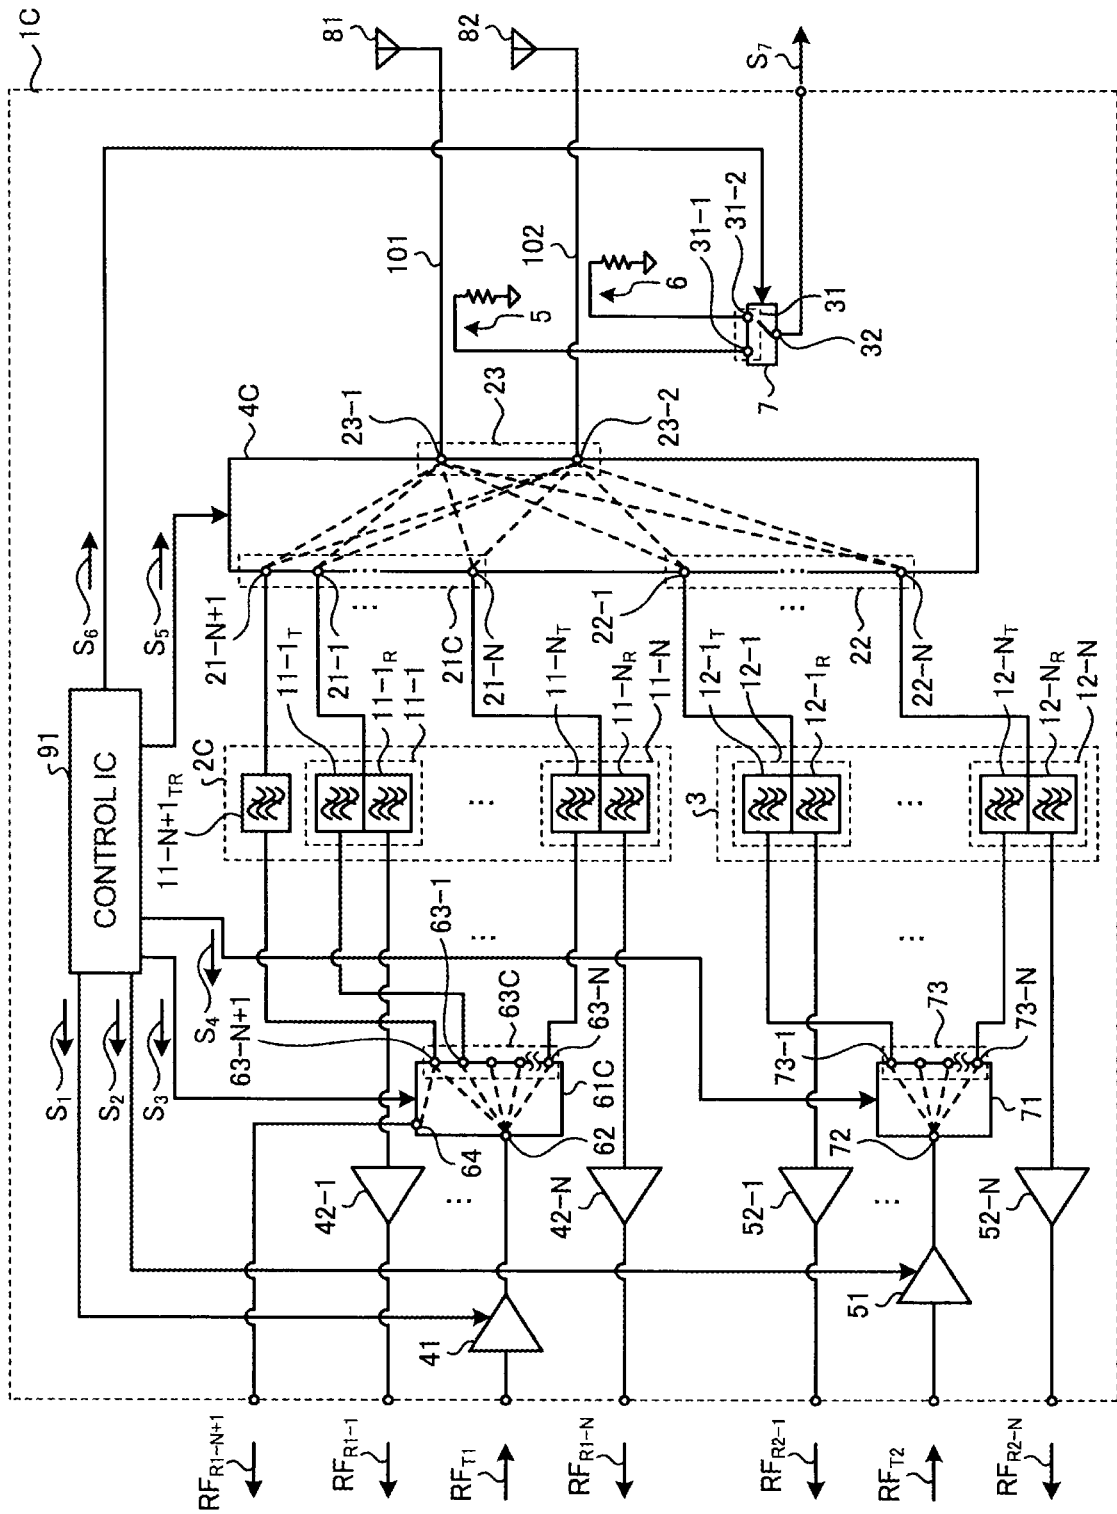 1C
81
82
S7
101
102
5
6
31-1
31-2
31
32
7
4C
23-1
23
23-2
S6
S5
21-N+1
21-1
21C
21-N
22-1
22
22-N
91
CONTROL IC
2C
11-N+1TR
11-1T
11-1R
11-1
11-NT
11-NR
11-N
3
12-1T
12-1
12-1R
12-NT
12-NR
12-N
...
...
...
...
...
...
...
...
...
...
S1
S2
S3
S4
63-N+1
63-1
63C
63-N
61C
64
62
73-1
73
73-N
71
72
42-1
42-N
52-1
52-N
41
51
RFR1-N+1
RFR1-1
RFT1
RFR1-N
RFR2-1
RFT2
RFR2-N